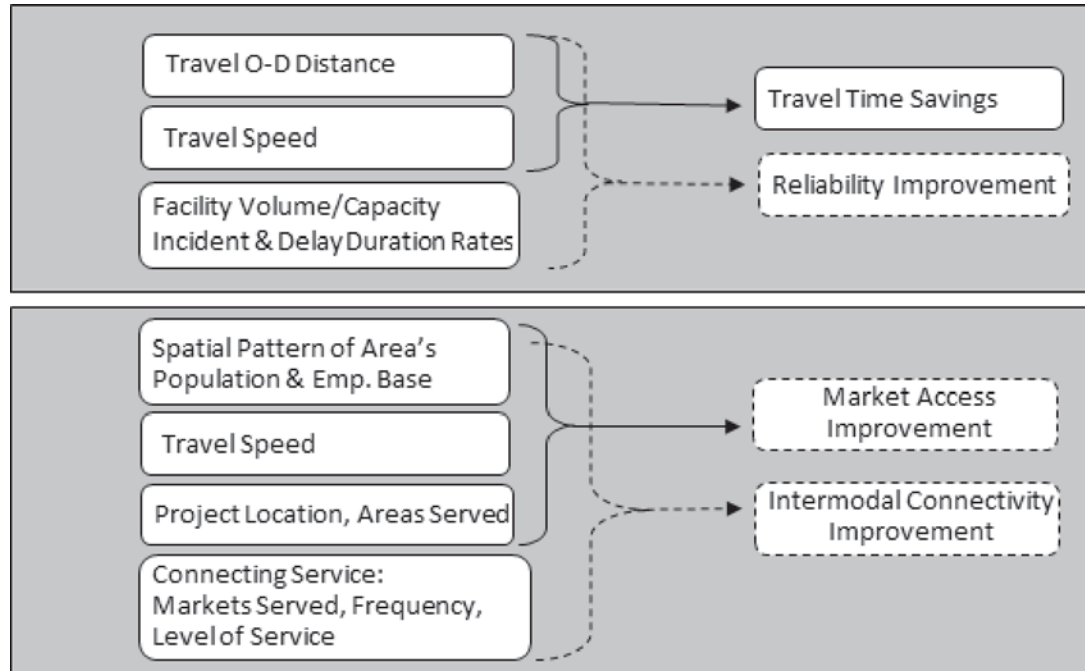 Travel O-D Distance
Travel Speed
Facility Volume/Capacity
Incident & Delay Duration Rates
Travel Time Savings
Reliability Improvement
Spatial Pattern of Area's
Population & Emp. Base
Travel Speed
Project Location, Areas Served
Connecting Service:
Markets Served, Frequency,
Level of Service
Market Access
Improvement
Intermodal Connectivity
Improvement